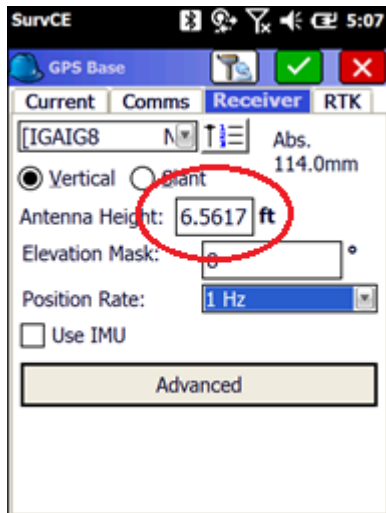 SurvCE 5:07
GPS Base
Current Comms Receiver RTK
[IGAIG8 N Abs.
114.0mm
Vertical Slant
Antenna Height: 6.5617 ft
Elevation Mask: °
Position Rate: 1 Hz
Use IMU
Advanced